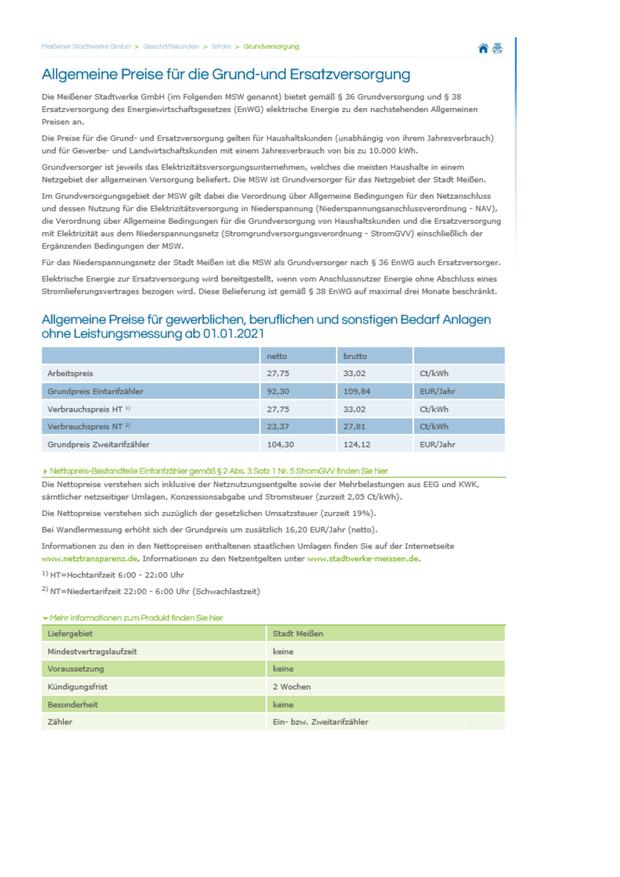 Meißener Stadtwerke GmbH > Geschäftskunden > Strom > Grundversorgung
Allgemeine Preise für die Grund-und Ersatzversorgung
Die Meißener Stadtwerke GmbH (im Folgenden MSW genannt) bietet gemäß § 36 Grundversorgung und § 38
Ersatzversorgung des Energiewirtschaftsgesetzes (EnWG) elektrische Energie zu den nachstehenden Allgemeinen
Preisen an.
Die Preise für die Grund- und Ersatzversorgung gelten für Haushaltskunden (unabhängig von ihrem Jahresverbrauch)
und für Gewerbe- und Landwirtschaftskunden mit einem Jahresverbrauch von bis zu 10.000 kWh.
Grundversorger ist jeweils das Elektrizitätsversorgungsunternehmen, welches die meisten Haushalte in einem
Netzgebiet der allgemeinen Versorgung beliefert. Die MSW ist Grundversorger für das Netzgebiet der Stadt Meißen.
Im Grundversorgungsgebiet der MSW gilt dabei die Verordnung über Allgemeine Bedingungen für den Netzanschluss
und dessen Nutzung für die Elektrizitätsversorgung in Niederspannung (Niederspannungsanschlussverordnung - NAV),
die Verordnung über Allgemeine Bedingungen für die Grundversorgung von Haushaltskunden und die Ersatzversorgung
mit Elektrizität aus dem Niederspannungsnetz (Stromgrundversorgungsverordnung - StromGVV) einschließlich der
Ergänzenden Bedingungen der MSW.
Für das Niederspannungsnetz der Stadt Meißen ist die MSW als Grundversorger nach § 36 EnWG auch Ersatzversorger.
Elektrische Energie zur Ersatzversorgung wird bereitgestellt, wenn vom Anschlussnutzer Energie ohne Abschluss eines
Stromlieferungsvertrages bezogen wird. Diese Belieferung ist gemäß § 38 EnWG auf maximal drei Monate beschränkt.
Allgemeine Preise für gewerblichen, beruflichen und sonstigen Bedarf Anlagen
ohne Leistungsmessung ab 01.01.2021
netto brutto
Arbeitspreis 27,75 33,02 Ct/kWh
Grundpreis Eintarifzähler 92,30 109,84 EUR/Jahr
Verbrauchspreis HT 1) 27,75 33,02 Ct/kWh
Verbrauchspreis NT 2) 23,37 27,81 Ct/kWh
Grundpreis Zweitarifzähler 104,30 124,12 EUR/Jahr
Nettopreis-Bestandteile Eintarifzähler gemäß § 2 Abs. 3 Satz 1 Nr. 5 StromGVV finden Sie hier
Die Nettopreise verstehen sich inklusive der Netznutzungsentgelte sowie der Mehrbelastungen aus EEG und KWK,
sämtlicher netzseitiger Umlagen, Konzessionsabgabe und Stromsteuer (zurzeit 2,05 Ct/kWh).
Die Nettopreise verstehen sich zuzüglich der gesetzlichen Umsatzsteuer (zurzeit 19%).
Bei Wandlermessung erhöht sich der Grundpreis um zusätzlich 16,20 EUR/Jahr (netto).
Informationen zu den in den Nettopreisen enthaltenen staatlichen Umlagen finden Sie auf der Internetseite
www.netztransparenz.de, Informationen zu den Netzentgelten unter www.stadtwerke-meissen.de.
1) HT=Hochtarifzeit 6:00 - 22:00 Uhr
2) NT=Niedertarifzeit 22:00 - 6:00 Uhr (Schwachlastzeit)
Mehr Informationen zum Produkt finden Sie hier
Liefergebiet Stadt Meißen
Mindestvertragslaufzeit keine
Voraussetzung keine
Kündigungsfrist 2 Wochen
Besonderheit keine
Zähler Ein- bzw. Zweitarifzähler